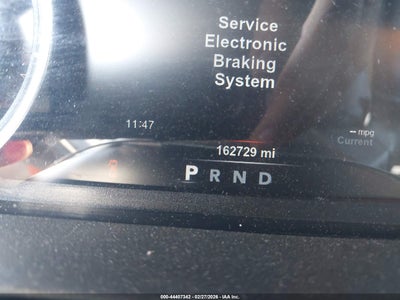 Service
Electronic
Braking
System
11:47
-- mpg
Current
162729 mi
P R N D
000-44407342 - 02/27/2026 - IAA Inc.